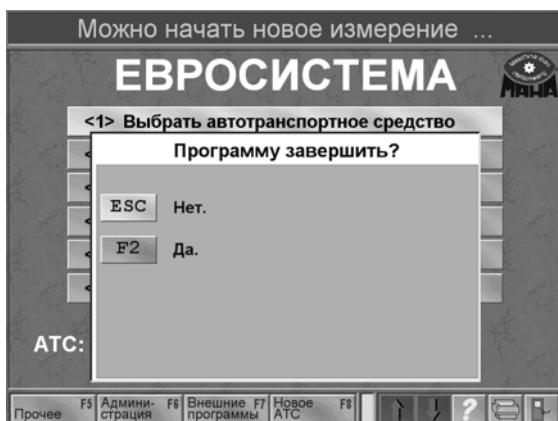 Можно начать новое измерение ...
ЕВРОСИСТЕМА
МАНА
<1> Выбрать автотранспортное средство
Программу завершить?
ESC Нет.
F2 Да.
АТС:
Прочее F5 Админи- страция F6 Внешние программы F7 Новое АТС F8 ?